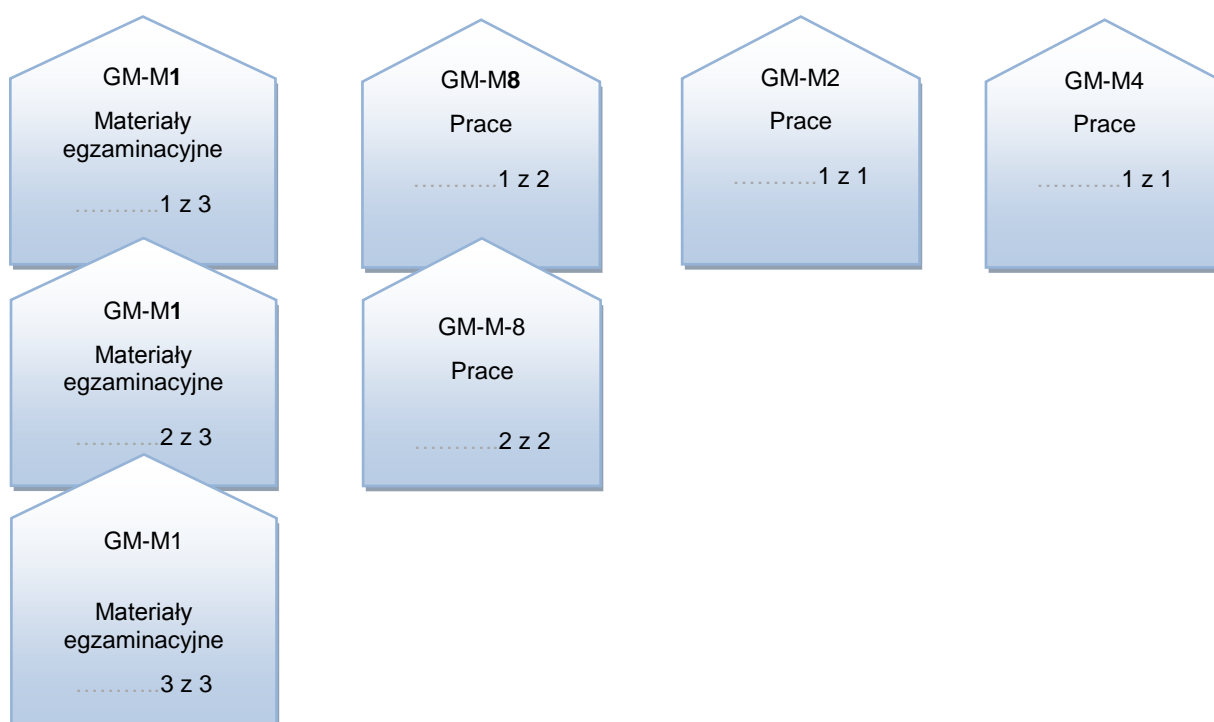 GM-M1
Materiały
egzaminacyjne
...........1 z 3
GM-M8
Prace
...........1 z 2
GM-M2
Prace
...........1 z 1
GM-M4
Prace
...........1 z 1
GM-M1
Materiały
egzaminacyjne
...........2 z 3
GM-M-8
Prace
...........2 z 2
GM-M1
Materiały
egzaminacyjne
...........3 z 3